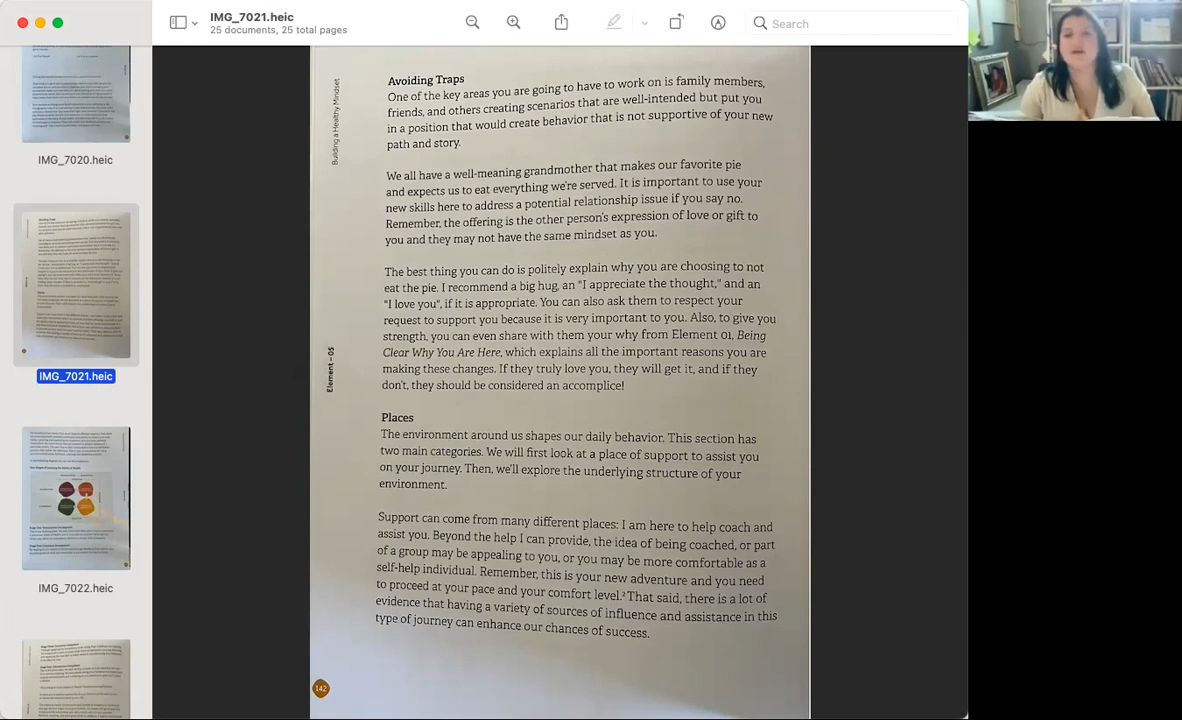 IMG_7021.heic
25 documents, 25 total pages
Search
IMG_7020.heic
IMG_7021.heic
IMG_7022.heic
Building a Healthy Mindset
Element – 05
Avoiding Traps
One of the key areas you are going to have to work on is family members,
friends, and others creating scenarios that are well-intended but put you
in a position that would create behavior that is not supportive of your new
path and story.
We all have a well-meaning grandmother that makes our favorite pie
and expects us to eat everything we're served. It is important to use your
new skills here to address a potential relationship issue if you say no.
Remember, the offering is the other person's expression of love or gift to
you and they may not have the same mindset as you.
The best thing you can do is politely explain why you are choosing to not
eat the pie. I recommend a big hug, an "I appreciate the thought," and an
"I love you", if it is appropriate. You can also ask them to respect your
request to support you because it is very important to you. Also, to give you
strength, you can even share with them your why from Element 01, Being
Clear Why You Are Here, which explains all the important reasons you are
making these changes. If they truly love you, they will get it, and if they
don't, they should be considered an accomplice!
Places
The environment around us shapes our daily behavior. This section has
two main categories. We will first look at a place of support to assist you
on your journey. Then, we'll explore the underlying structure of your
environment.
Support can come from many different places: I am here to help coach and
assist you. Beyond the help I can provide, the idea of being coached, or part
of a group may be appealing to you, or you may be more comfortable as a
self-help individual. Remember, this is your new adventure and you need
to proceed at your pace and your comfort level.² That said, there is a lot of
evidence that having a variety of sources of influence and assistance in this
type of journey can enhance our chances of success.
142